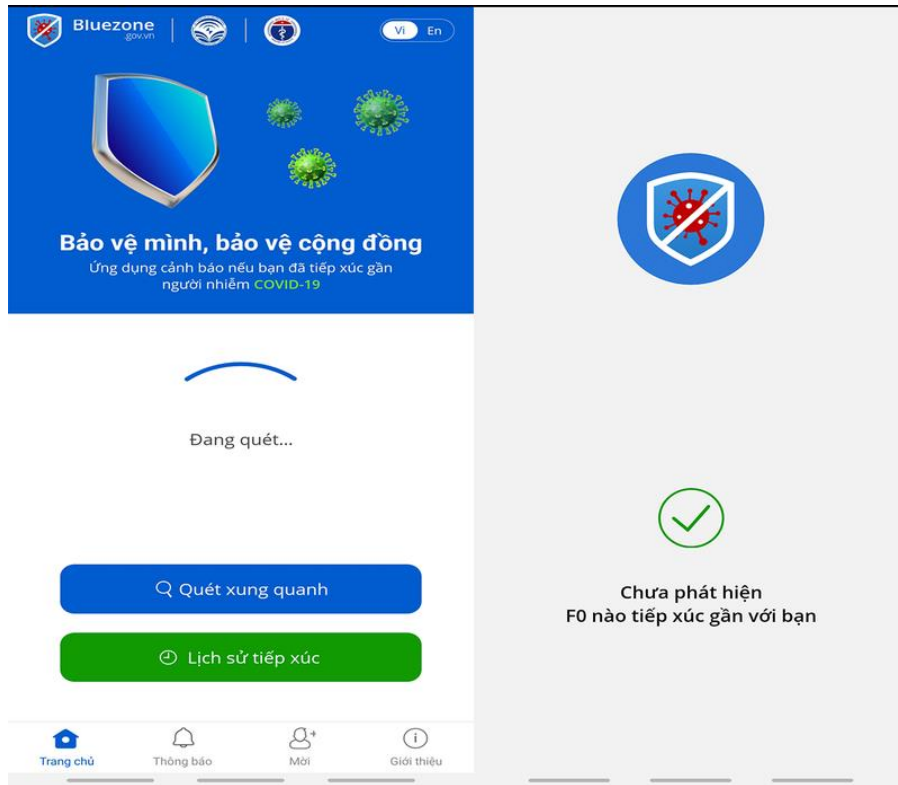 Bluezone
.gov.vn
Vi En
Bảo vệ mình, bảo vệ cộng đồng
Ứng dụng cảnh báo nếu bạn đã tiếp xúc gần
người nhiễm COVID-19
Đang quét...
Quét xung quanh
Lịch sử tiếp xúc
Trang chủ Thông báo Mời Giới thiệu
Chưa phát hiện
F0 nào tiếp xúc gần với bạn